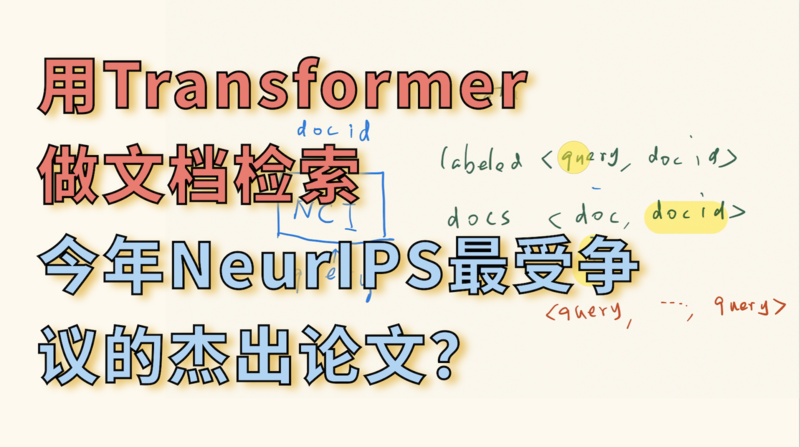 用Transformer
docid
做文档检索
labeled <query, docid>
NCI
docs <doc, docid>
今年NeurIPS最受争
<query, ..., query>
议的杰出论文?